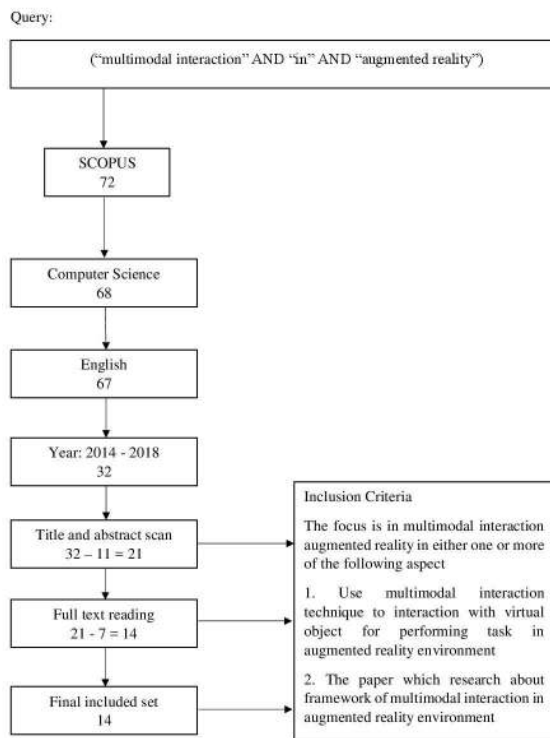 Query:
(“multimodal interaction” AND “in” AND “augmented reality”)
SCOPUS
72
Computer Science
68
English
67
Year: 2014 - 2018
32
Title and abstract scan
32 – 11 = 21
Full text reading
21 - 7 = 14
Final included set
14
Inclusion Criteria
The focus is in multimodal interaction
augmented reality in either one or more
of the following aspect
1. Use multimodal interaction
technique to interaction with virtual
object for performing task in
augmented reality environment
2. The paper which research about
framework of multimodal interaction in
augmented reality environment